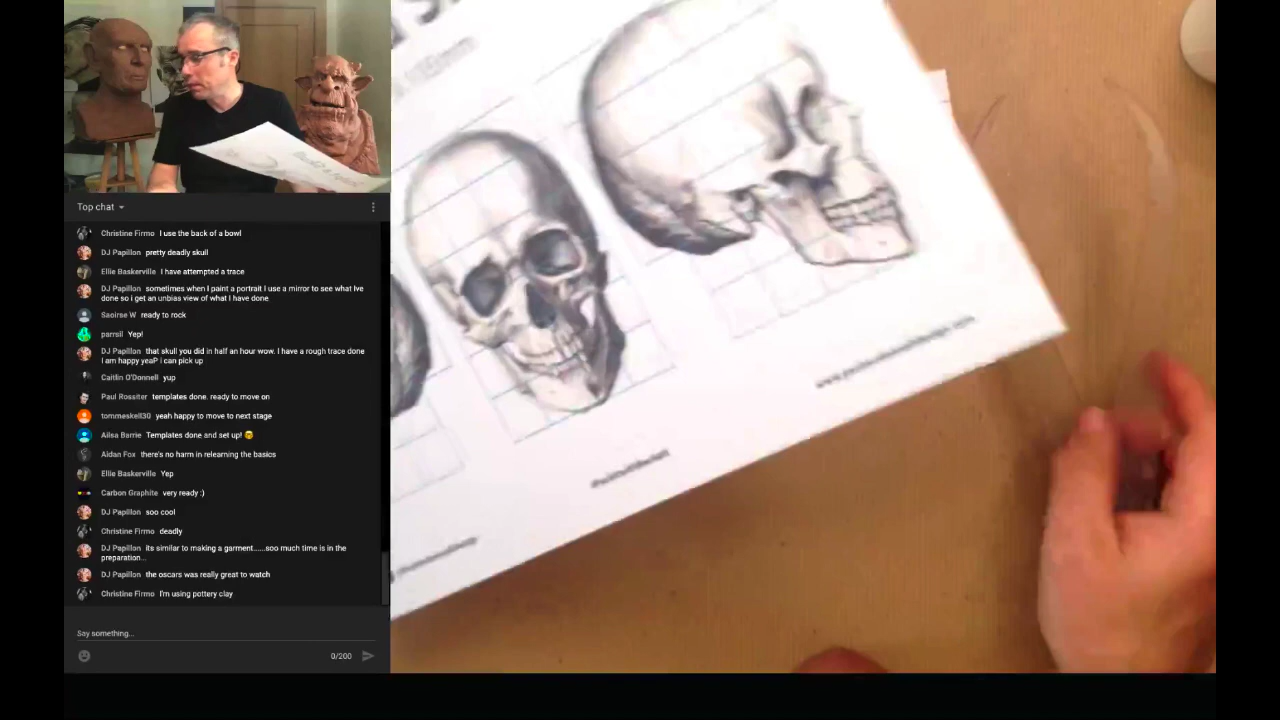 Top chat
Christine Firmo I use the back of a bowl
DJ Papillon pretty deadly skull
Ellie Baskerville I have attempted a trace
DJ Papillon sometimes when I paint a portrait I use a mirror to see what Ive
done so i get an unbias view of what I have done
Saoirse W ready to rock
parrsii Yep!
DJ Papillon that skull you did in half an hour wow. I have a rough trace done
I am happy yeaP i can pick up
Caitlin O'Donnell yup
Paul Rossiter templates done. ready to move on
tommeskell30 yeah happy to move to next stage
Ailsa Barrie Templates done and set up! 🤓
Aidan Fox there's no harm in relearning the basics
Ellie Baskerville Yep
Carbon Graphite very ready :)
DJ Papillon soo cool
Christine Firmo deadly
DJ Papillon its similar to making a garment......soo much time is in the
preparation...
DJ Papillon the oscars was really great to watch
Christine Firmo I'm using pottery clay
Say something...
0/200